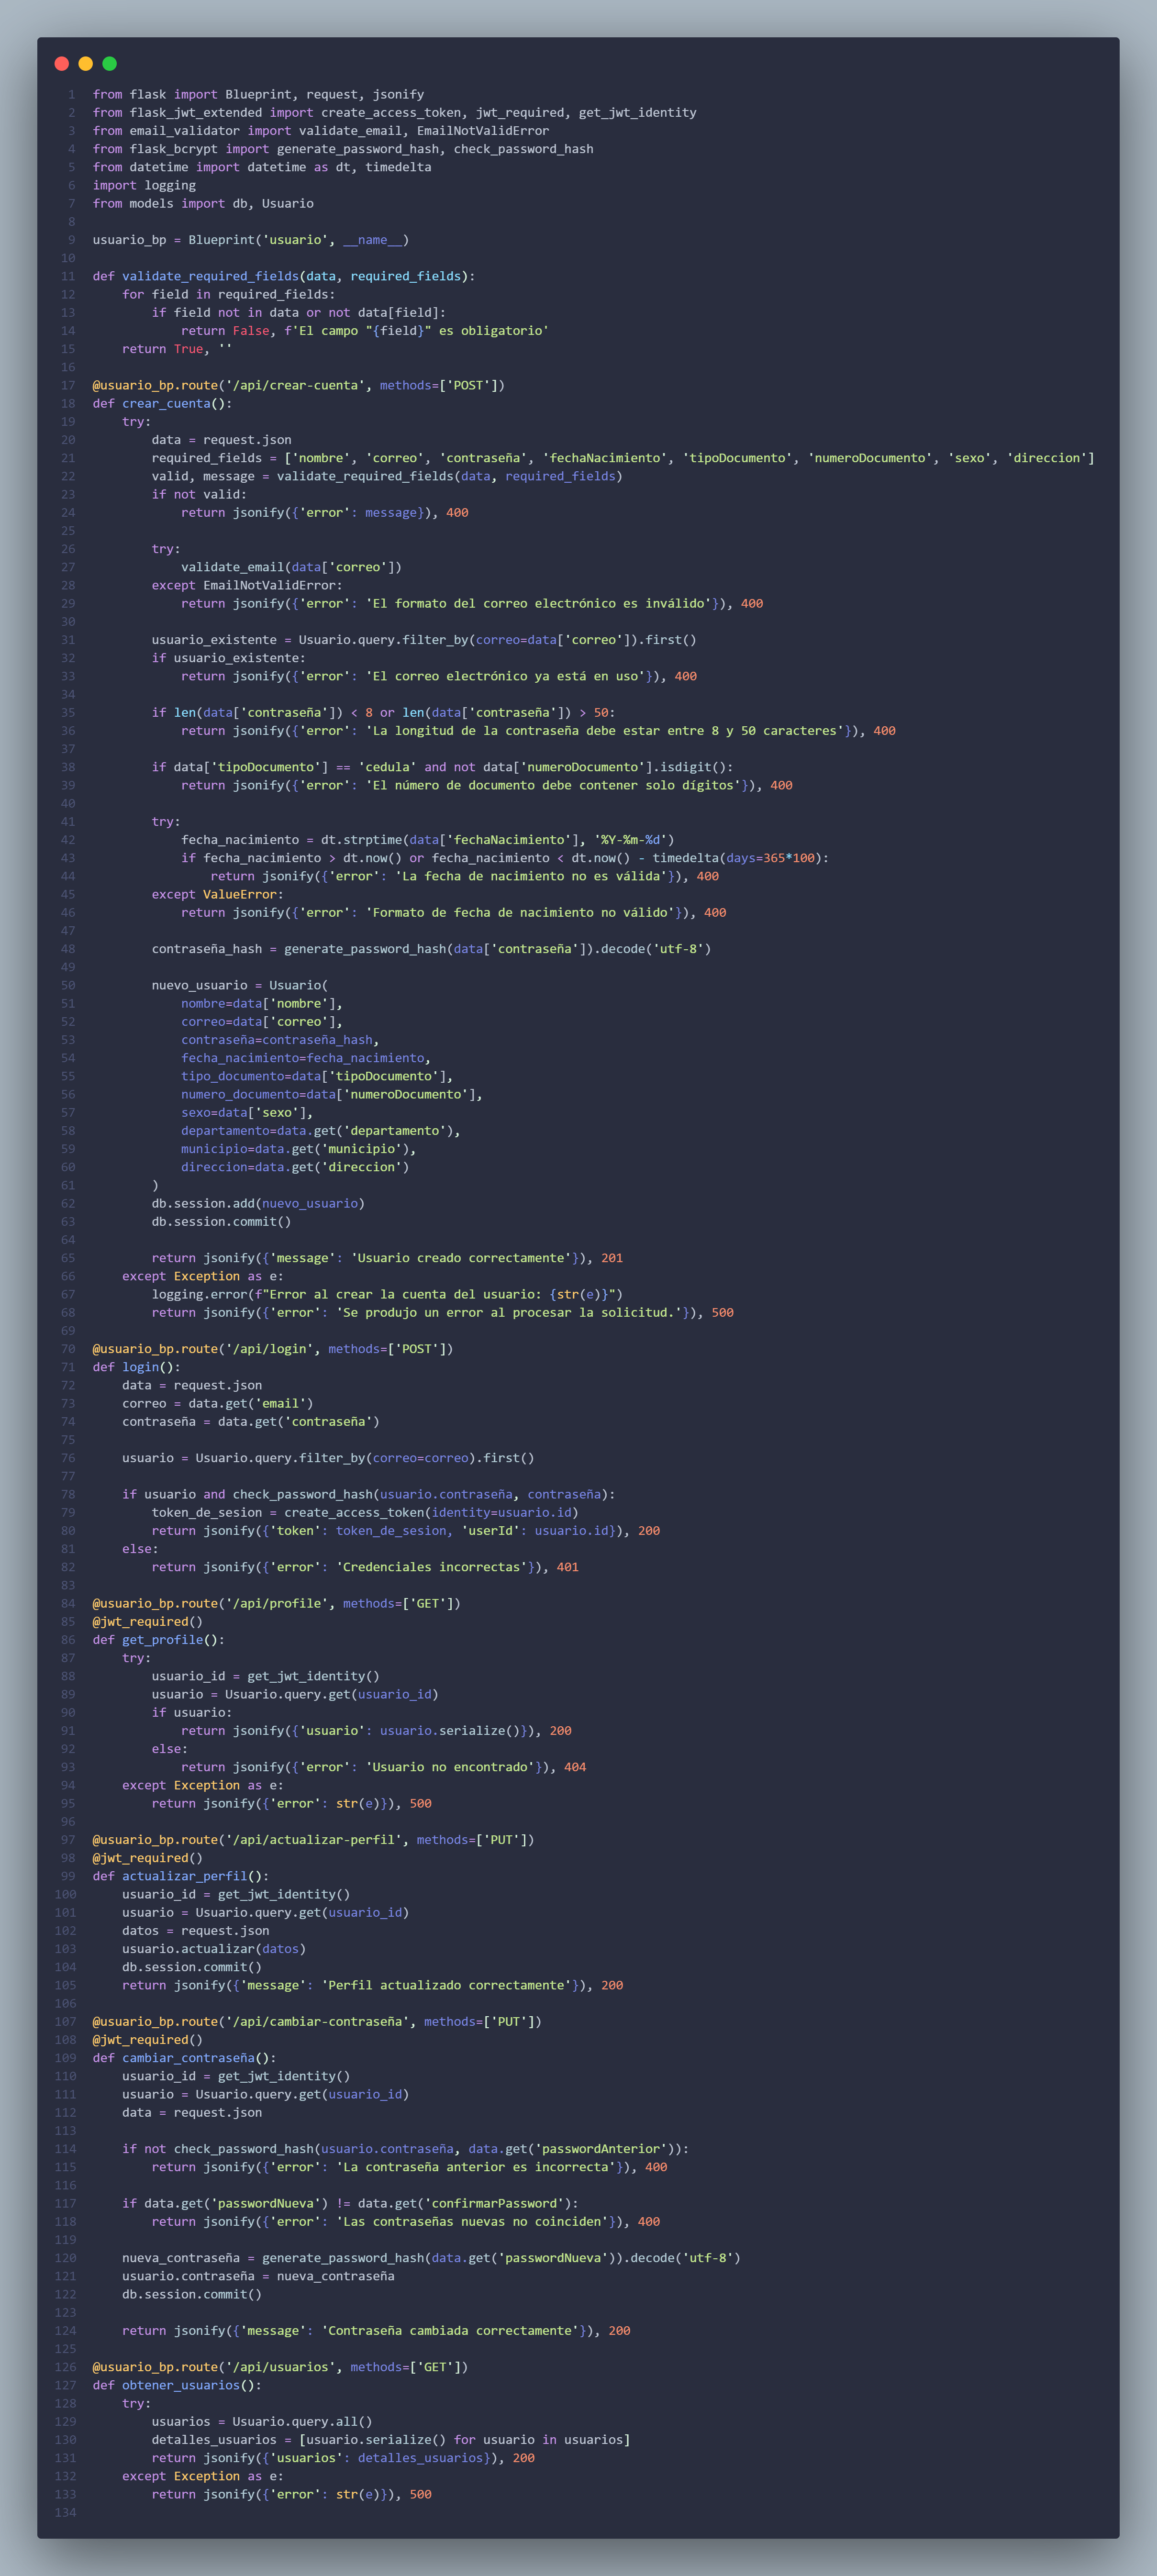 1 from flask import Blueprint, request, jsonify
2 from flask_jwt_extended import create_access_token, jwt_required, get_jwt_identity
3 from email_validator import validate_email, EmailNotValidError
4 from flask_bcrypt import generate_password_hash, check_password_hash
5 from datetime import datetime as dt, timedelta
6 import logging
7 from models import db, Usuario
8
9 usuario_bp = Blueprint('usuario', __name__)
10
11 def validate_required_fields(data, required_fields):
12     for field in required_fields:
13         if field not in data or not data[field]:
14             return False, f'El campo "{field}" es obligatorio'
15     return True, ''
16
17 @usuario_bp.route('/api/crear-cuenta', methods=['POST'])
18 def crear_cuenta():
19     try:
20         data = request.json
21         required_fields = ['nombre', 'correo', 'contraseña', 'fechaNacimiento', 'tipoDocumento', 'numeroDocumento', 'sexo', 'direccion']
22         valid, message = validate_required_fields(data, required_fields)
23         if not valid:
24             return jsonify({'error': message}), 400
25
26         try:
27             validate_email(data['correo'])
28         except EmailNotValidError:
29             return jsonify({'error': 'El formato del correo electrónico es inválido'}), 400
30
31         usuario_existente = Usuario.query.filter_by(correo=data['correo']).first()
32         if usuario_existente:
33             return jsonify({'error': 'El correo electrónico ya está en uso'}), 400
34
35         if len(data['contraseña']) < 8 or len(data['contraseña']) > 50:
36             return jsonify({'error': 'La longitud de la contraseña debe estar entre 8 y 50 caracteres'}), 400
37
38         if data['tipoDocumento'] == 'cedula' and not data['numeroDocumento'].isdigit():
39             return jsonify({'error': 'El número de documento debe contener solo dígitos'}), 400
40
41         try:
42             fecha_nacimiento = dt.strptime(data['fechaNacimiento'], '%Y-%m-%d')
43             if fecha_nacimiento > dt.now() or fecha_nacimiento < dt.now() - timedelta(days=365*100):
44                 return jsonify({'error': 'La fecha de nacimiento no es válida'}), 400
45         except ValueError:
46             return jsonify({'error': 'Formato de fecha de nacimiento no válido'}), 400
47
48         contraseña_hash = generate_password_hash(data['contraseña']).decode('utf-8')
49
50         nuevo_usuario = Usuario(
51             nombre=data['nombre'],
52             correo=data['correo'],
53             contraseña=contraseña_hash,
54             fecha_nacimiento=fecha_nacimiento,
55             tipo_documento=data['tipoDocumento'],
56             numero_documento=data['numeroDocumento'],
57             sexo=data['sexo'],
58             departamento=data.get('departamento'),
59             municipio=data.get('municipio'),
60             direccion=data.get('direccion')
61         )
62         db.session.add(nuevo_usuario)
63         db.session.commit()
64
65         return jsonify({'message': 'Usuario creado correctamente'}), 201
66     except Exception as e:
67         logging.error(f"Error al crear la cuenta del usuario: {str(e)}")
68         return jsonify({'error': 'Se produjo un error al procesar la solicitud.'}), 500
69
70 @usuario_bp.route('/api/login', methods=['POST'])
71 def login():
72     data = request.json
73     correo = data.get('email')
74     contraseña = data.get('contraseña')
75
76     usuario = Usuario.query.filter_by(correo=correo).first()
77
78     if usuario and check_password_hash(usuario.contraseña, contraseña):
79         token_de_sesion = create_access_token(identity=usuario.id)
80         return jsonify({'token': token_de_sesion, 'userId': usuario.id}), 200
81     else:
82         return jsonify({'error': 'Credenciales incorrectas'}), 401
83
84 @usuario_bp.route('/api/profile', methods=['GET'])
85 @jwt_required()
86 def get_profile():
87     try:
88         usuario_id = get_jwt_identity()
89         usuario = Usuario.query.get(usuario_id)
90         if usuario:
91             return jsonify({'usuario': usuario.serialize()}), 200
92         else:
93             return jsonify({'error': 'Usuario no encontrado'}), 404
94     except Exception as e:
95         return jsonify({'error': str(e)}), 500
96
97 @usuario_bp.route('/api/actualizar-perfil', methods=['PUT'])
98 @jwt_required()
99 def actualizar_perfil():
100     usuario_id = get_jwt_identity()
101     usuario = Usuario.query.get(usuario_id)
102     datos = request.json
103     usuario.actualizar(datos)
104     db.session.commit()
105     return jsonify({'message': 'Perfil actualizado correctamente'}), 200
106
107 @usuario_bp.route('/api/cambiar-contraseña', methods=['PUT'])
108 @jwt_required()
109 def cambiar_contraseña():
110     usuario_id = get_jwt_identity()
111     usuario = Usuario.query.get(usuario_id)
112     data = request.json
113
114     if not check_password_hash(usuario.contraseña, data.get('passwordAnterior')):
115         return jsonify({'error': 'La contraseña anterior es incorrecta'}), 400
116
117     if data.get('passwordNueva') != data.get('confirmarPassword'):
118         return jsonify({'error': 'Las contraseñas nuevas no coinciden'}), 400
119
120     nueva_contraseña = generate_password_hash(data.get('passwordNueva')).decode('utf-8')
121     usuario.contraseña = nueva_contraseña
122     db.session.commit()
123
124     return jsonify({'message': 'Contraseña cambiada correctamente'}), 200
125
126 @usuario_bp.route('/api/usuarios', methods=['GET'])
127 def obtener_usuarios():
128     try:
129         usuarios = Usuario.query.all()
130         detalles_usuarios = [usuario.serialize() for usuario in usuarios]
131         return jsonify({'usuarios': detalles_usuarios}), 200
132     except Exception as e:
133         return jsonify({'error': str(e)}), 500
134